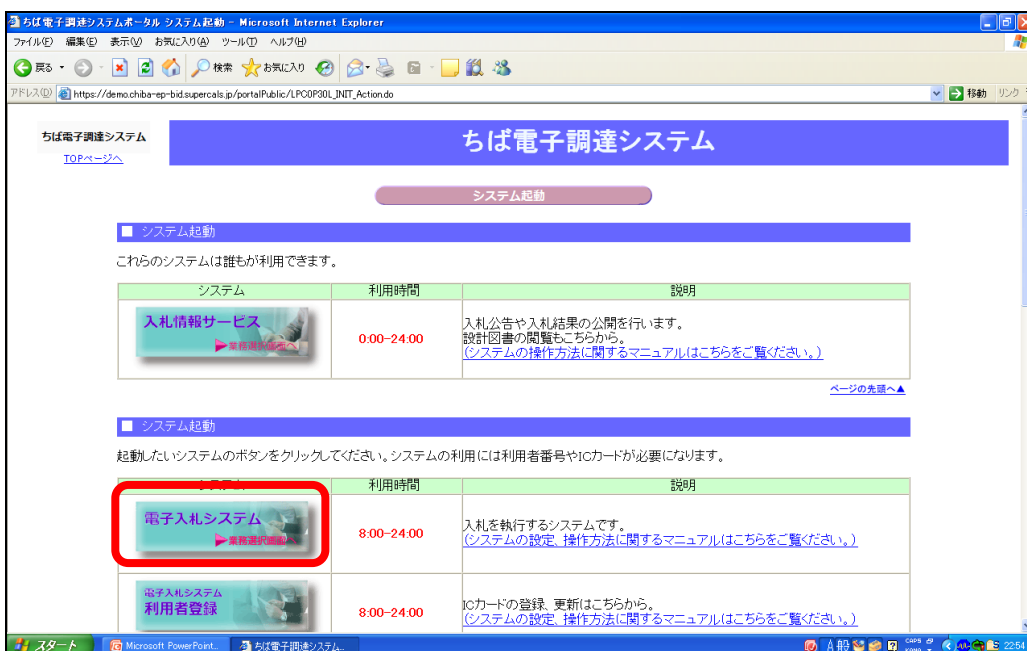 ちば電子調達システムポータル システム起動 - Microsoft Internet Explorer
ファイル(F) 編集(E) 表示(V) お気に入り(A) ツール(T) ヘルプ(H)
戻る 検索 お気に入り
アドレス(D) https://demo.chiba-ep-bid.supercals.jp/portalPublic/LPC0P30L_INIT_Action.do 移動 リンク
ちば電子調達システム
TOPページへ
ちば電子調達システム
システム起動
■ システム起動
これらのシステムは誰もが利用できます。
システム 利用時間 説明
入札情報サービス
▶業務選択画面へ
0:00-24:00
入札公告や入札結果の公開を行います。
設計図書の閲覧もこちらから。
(システムの操作方法に関するマニュアルはこちらをご覧ください。)
ページの先頭へ▲
■ システム起動
起動したいシステムのボタンをクリックしてください。システムの利用には利用者番号やICカードが必要になります。
システム 利用時間 説明
電子入札システム
▶業務選択画面へ
8:00-24:00
入札を執行するシステムです。
(システムの設定、操作方法に関するマニュアルはこちらをご覧ください。)
電子入札システム
利用者登録
8:00-24:00
ICカードの登録、更新はこちらから。
(システムの設定、操作方法に関するマニュアルはこちらをご覧ください。)
スタート Microsoft PowerPoint... ちば電子調達システム... A 般 CAPS KANA 22:54